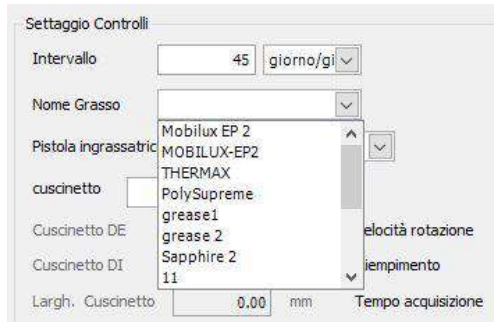 Settaggio Controlli
Intervallo 45 giorno/gi
Nome Grasso
Mobilux EP 2
Pistola ingrassatric MOBILUX-EP2
THERMAX
cuscinetto PolySupreme
grease1
Cuscinetto DE grease 2 elocità rotazione
Cuscinetto DI Sapphire 2 iempimento
11
Largh. Cuscinetto 0.00 mm Tempo acquisizione